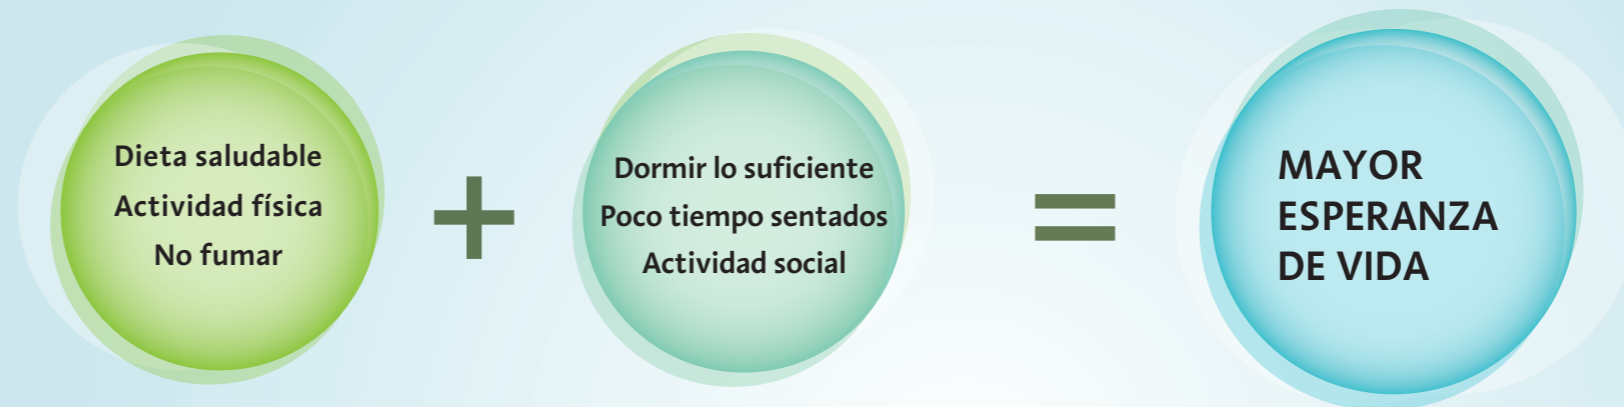 Dieta saludable
Actividad física
No fumar
+
Dormir lo suficiente
Poco tiempo sentados
Actividad social
=
MAYOR
ESPERANZA
DE VIDA